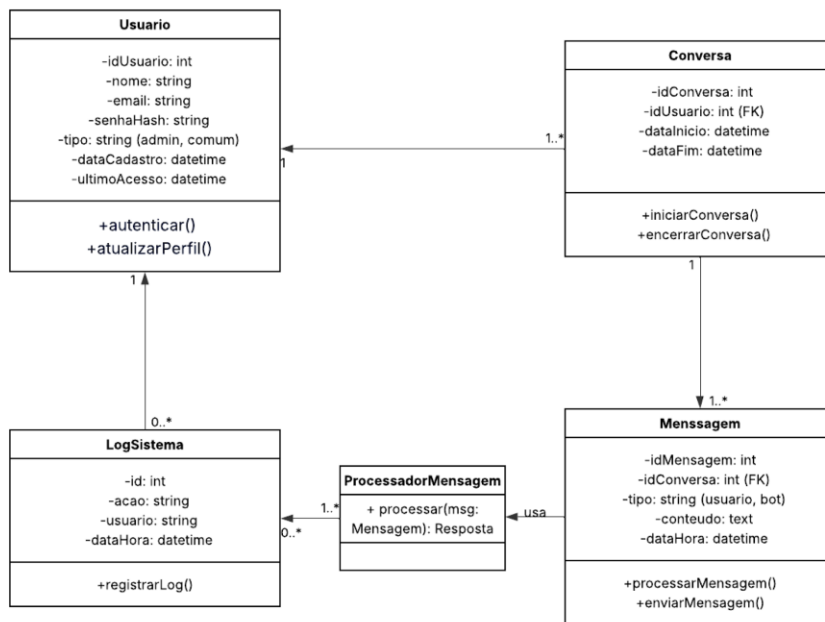 Usuario
-idUsuario: int
-nome: string
-email: string
-senhaHash: string
-tipo: string (admin, comum)
-dataCadastro: datetime
-ultimoAcesso: datetime
+autenticar()
+atualizarPerfil()
1
1..*
Conversa
-idConversa: int
-idUsuario: int (FK)
-dataInicio: datetime
-dataFim: datetime
+iniciarConversa()
+encerrarConversa()
1
1
0..*
1..*
LogSistema
-id: int
-acao: string
-usuario: string
-dataHora: datetime
+registrarLog()
1..*
0..*
ProcessadorMensagem
+ processar(msg:
Mensagem): Resposta
usa
Menssagem
-idMensagem: int
-idConversa: int (FK)
-tipo: string (usuario, bot)
-conteudo: text
-dataHora: datetime
+processarMensagem()
+enviarMensagem()